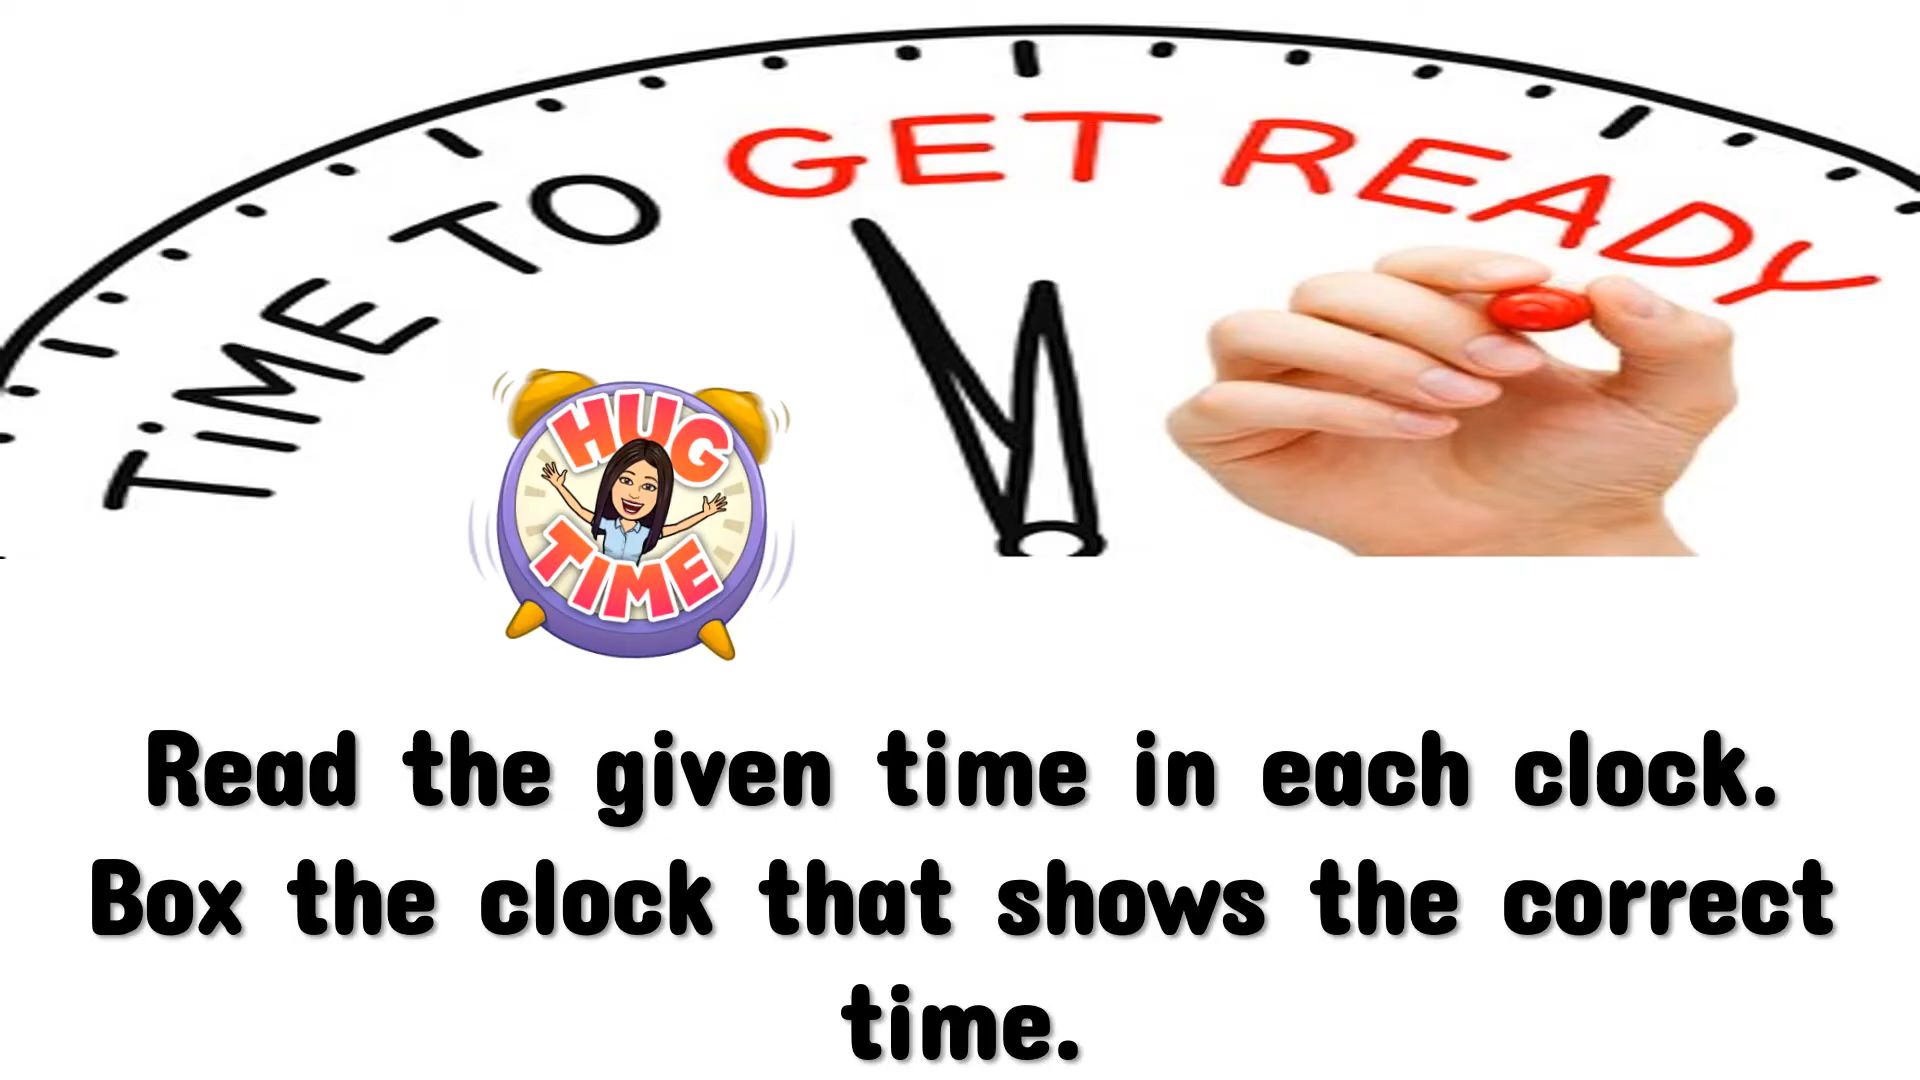 TiME TO GET READY
HUG
TIME
Read the given time in each clock.
Box the clock that shows the correct
time.